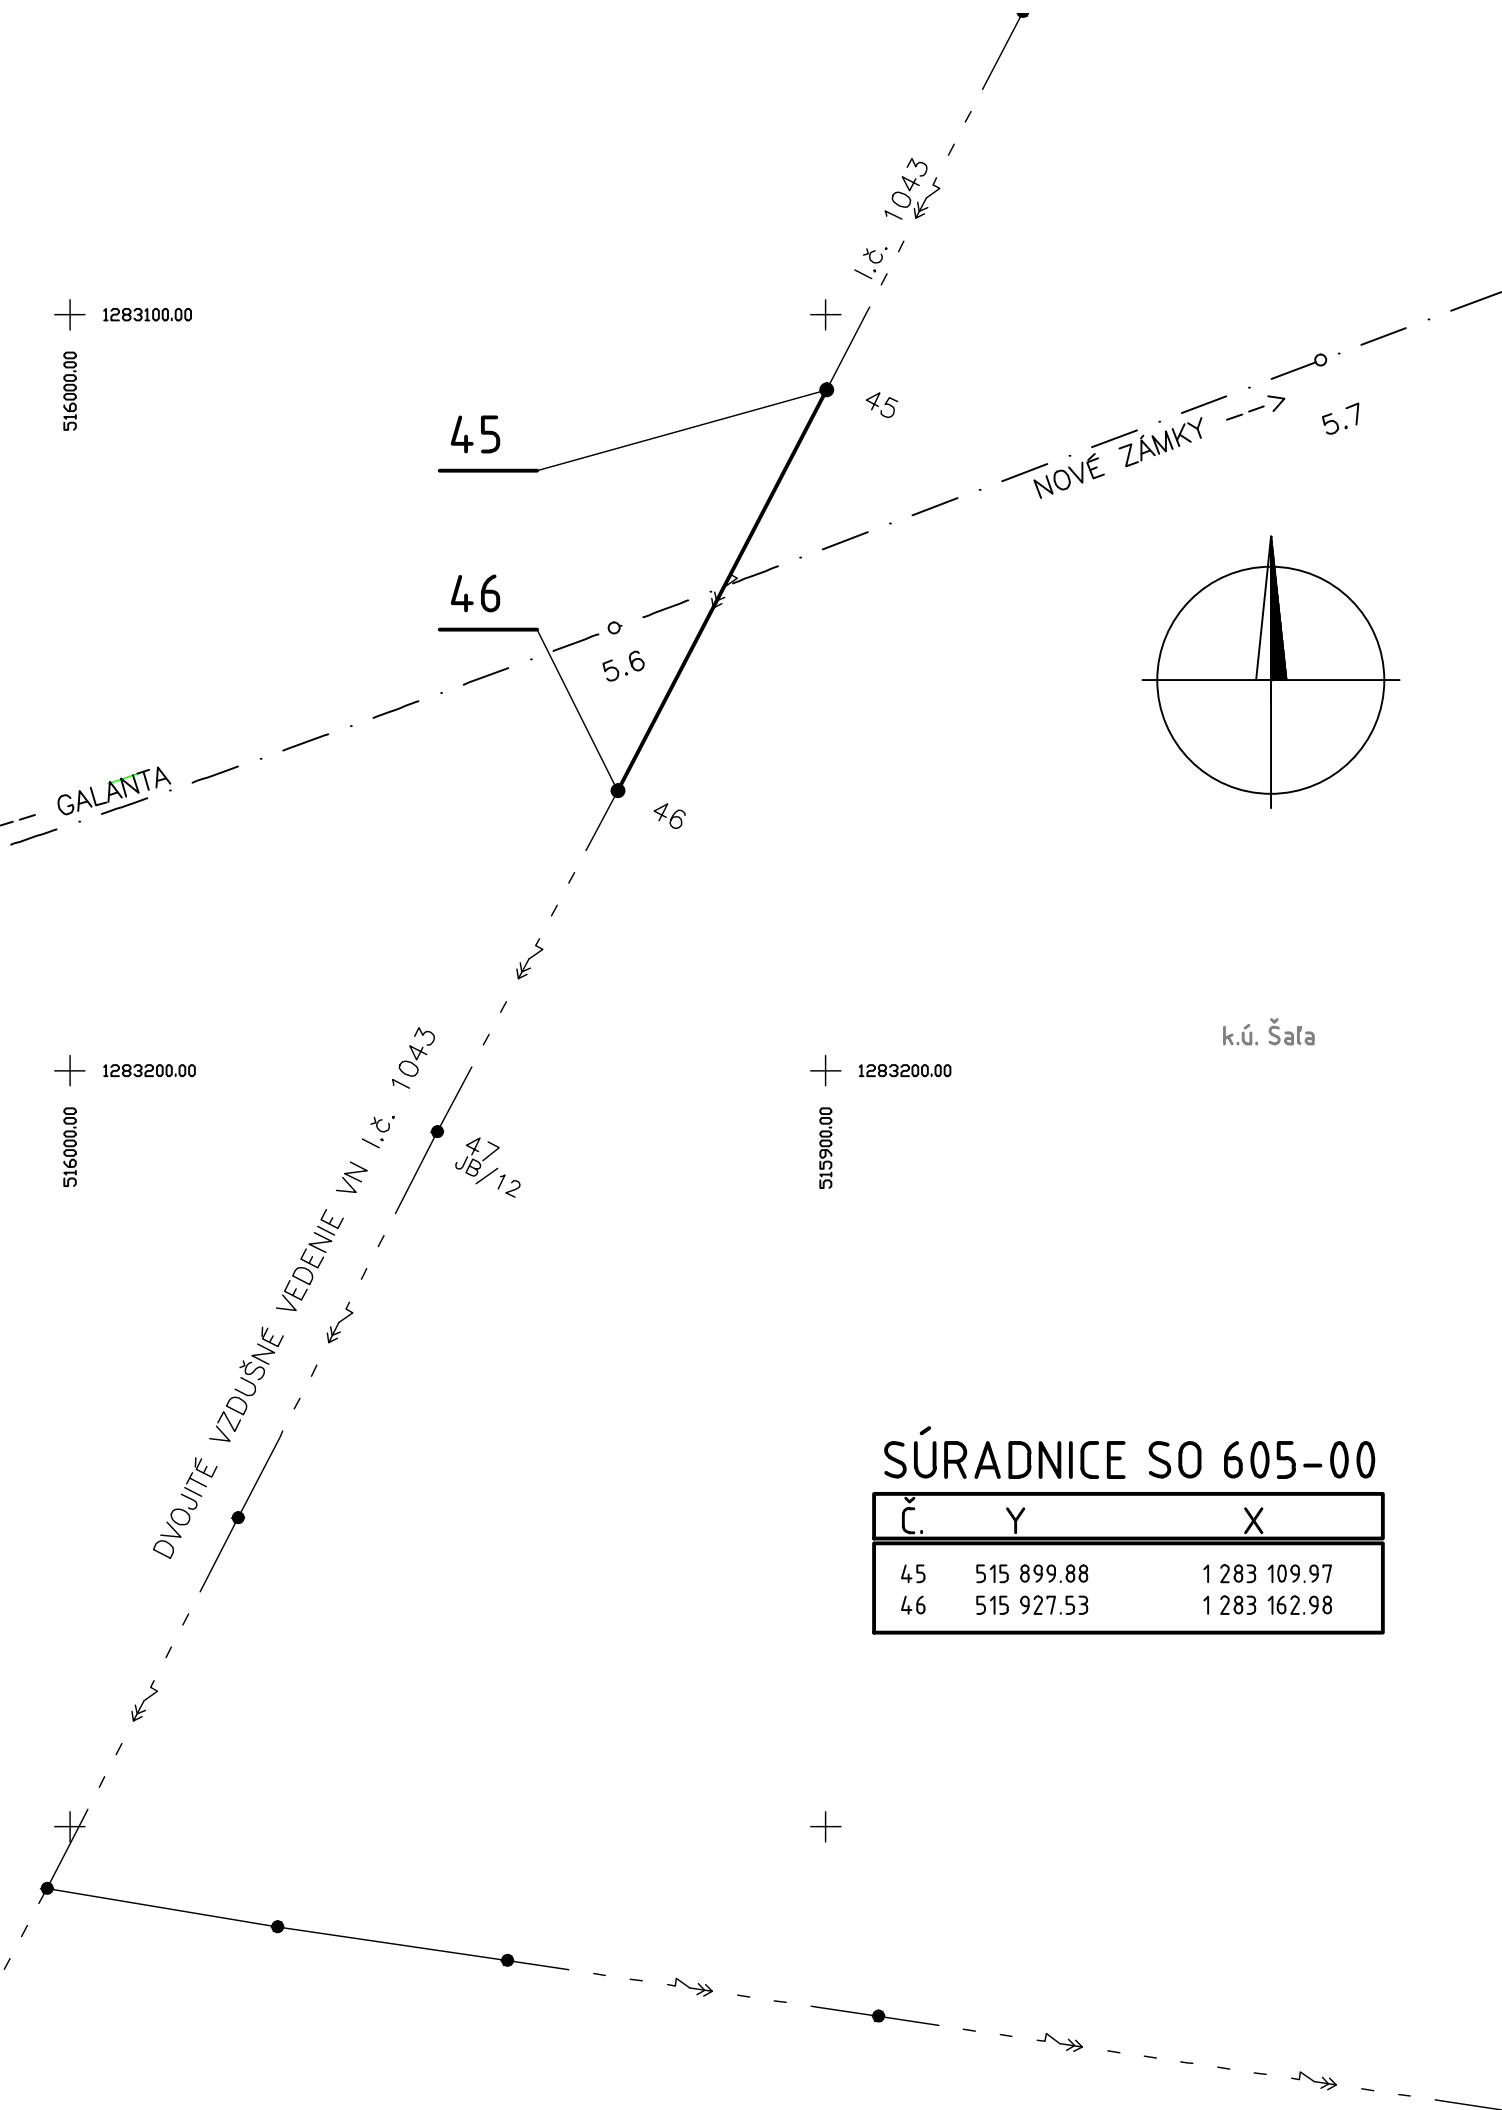 l.č. 1043
1283100.00
516000.00
45
45
5.7
NOVÉ ZÁMKY
46
5.6
GALANTA
46
k.ú. Šaľa
1283200.00
1283200.00
516000.00
515900.00
47
JB/12
DVOJITÉ VZDUŠNÉ VEDENIE VN l.č. 1043
SÚRADNICE SO 605-00
Č. Y X
45 515 899.88 1 283 109.97
46 515 927.53 1 283 162.98